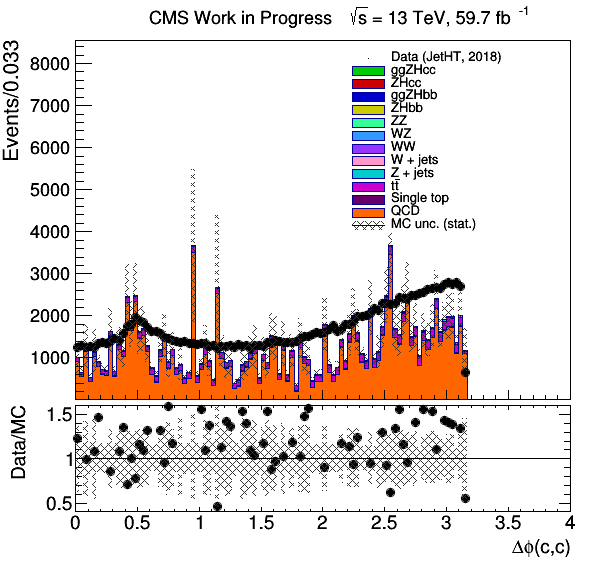 CMS Work in Progress √s = 13 TeV, 59.7 fb⁻¹
Events/0.033
8000
7000
6000
5000
4000
3000
2000
1000
Data (JetHT, 2018)
ggZHcc
ZHcc
ggZHbb
ZHbb
ZZ
WZ
WW
W + jets
Z + jets
tt̄
Single top
QCD
MC unc. (stat.)
Data/MC
1.5
1
0.5
0 0.5 1 1.5 2 2.5 3 3.5 4
Δϕ(c,c)